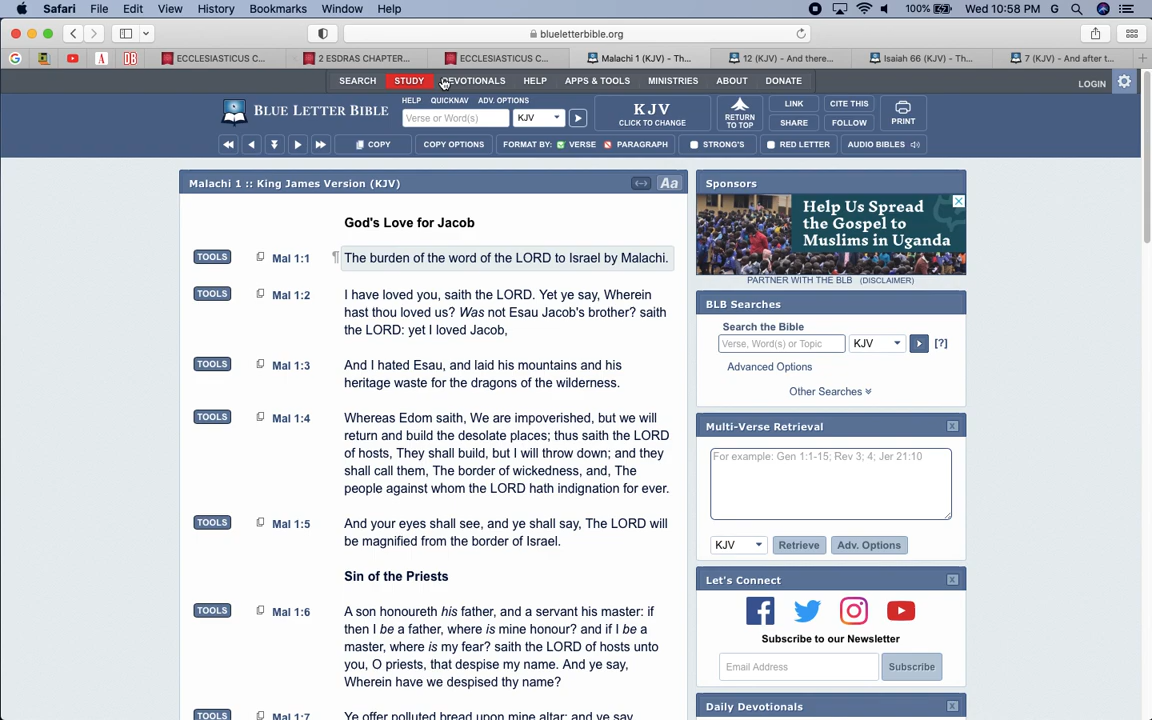 Safari File Edit View History Bookmarks Window Help 100% Wed 10:58 PM G
blueletterbible.org
ECCLESIASTICUS C... 2 ESDRAS CHAPTER... ECCLESIASTICUS C... Malachi 1 (KJV) - Th... 12 (KJV) - And there... Isaiah 66 (KJV) - Th... 7 (KJV) - And after t...
SEARCH STUDY DEVOTIONALS HELP APPS & TOOLS MINISTRIES ABOUT DONATE LOGIN
BLUE LETTER BIBLE
HELP QUICKNAV ADV. OPTIONS
Verse or Word(s) KJV
KJV
CLICK TO CHANGE
RETURN
TO TOP
LINK CITE THIS
SHARE FOLLOW
PRINT
COPY COPY OPTIONS FORMAT BY: VERSE PARAGRAPH STRONG'S RED LETTER AUDIO BIBLES
Malachi 1 :: King James Version (KJV) Aa
God's Love for Jacob
TOOLS Mal 1:1 ¶ The burden of the word of the LORD to Israel by Malachi.
TOOLS Mal 1:2 I have loved you, saith the LORD. Yet ye say, Wherein
hast thou loved us? Was not Esau Jacob's brother? saith
the LORD: yet I loved Jacob,
TOOLS Mal 1:3 And I hated Esau, and laid his mountains and his
heritage waste for the dragons of the wilderness.
TOOLS Mal 1:4 Whereas Edom saith, We are impoverished, but we will
return and build the desolate places; thus saith the LORD
of hosts, They shall build, but I will throw down; and they
shall call them, The border of wickedness, and, The
people against whom the LORD hath indignation for ever.
TOOLS Mal 1:5 And your eyes shall see, and ye shall say, The LORD will
be magnified from the border of Israel.
Sin of the Priests
TOOLS Mal 1:6 A son honoureth his father, and a servant his master: if
then I be a father, where is mine honour? and if I be a
master, where is my fear? saith the LORD of hosts unto
you, O priests, that despise my name. And ye say,
Wherein have we despised thy name?
TOOLS Mal 1:7 Ye offer polluted bread upon mine altar; and ye say,
Sponsors
Help Us Spread
the Gospel to
Muslims in Uganda
PARTNER WITH THE BLB (DISCLAIMER)
BLB Searches
Search the Bible
Verse, Word(s) or Topic KJV [?]
Advanced Options
Other Searches
Multi-Verse Retrieval
For example: Gen 1:1-15; Rev 3; 4; Jer 21:10
KJV Retrieve Adv. Options
Let's Connect
Subscribe to our Newsletter
Email Address Subscribe
Daily Devotionals